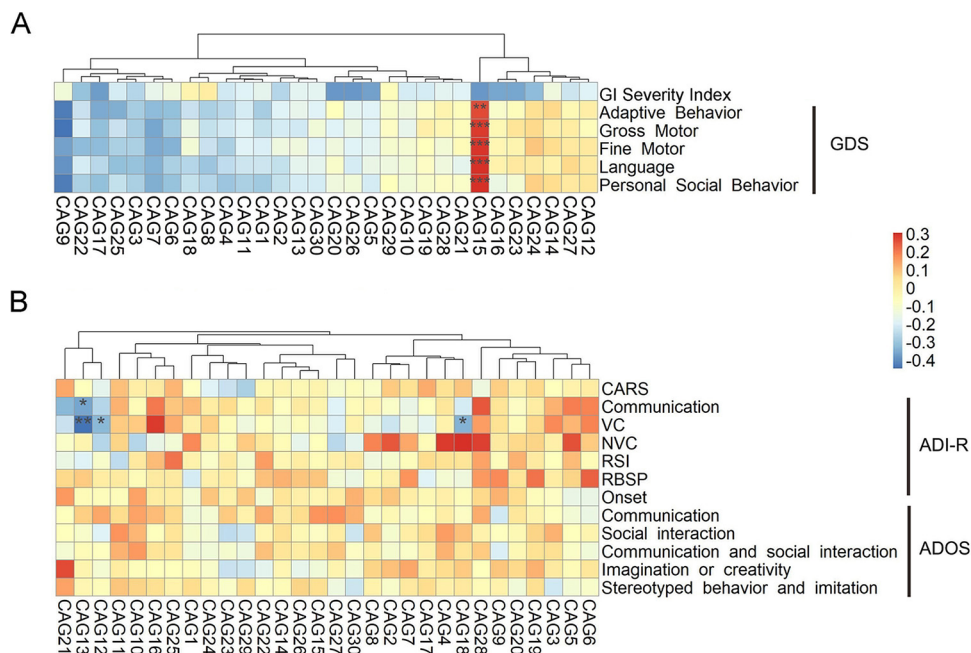 A
GI Severity Index
** Adaptive Behavior
*** Gross Motor
*** Fine Motor
*** Language
*** Personal Social Behavior
GDS
CAG9 CAG22 CAG17 CAG25 CAG3 CAG7 CAG6 CAG18 CAG8 CAG4 CAG11 CAG1 CAG2 CAG13 CAG30 CAG20 CAG26 CAG5 CAG29 CAG10 CAG19 CAG28 CAG21 CAG15 CAG16 CAG23 CAG24 CAG14 CAG27 CAG12
0.3
0.2
0.1
0
-0.1
-0.2
-0.3
-0.4
B
CARS
* Communication
** * * VC
NVC
RSI
RBSP
Onset
ADI-R
Communication
Social interaction
Communication and social interaction
Imagination or creativity
Stereotyped behavior and imitation
ADOS
CAG21 CAG13 CAG12 CAG11 CAG10 CAG16 CAG25 CAG1 CAG24 CAG23 CAG29 CAG22 CAG14 CAG26 CAG15 CAG27 CAG30 CAG8 CAG2 CAG7 CAG17 CAG4 CAG18 CAG28 CAG9 CAG20 CAG19 CAG3 CAG5 CAG6